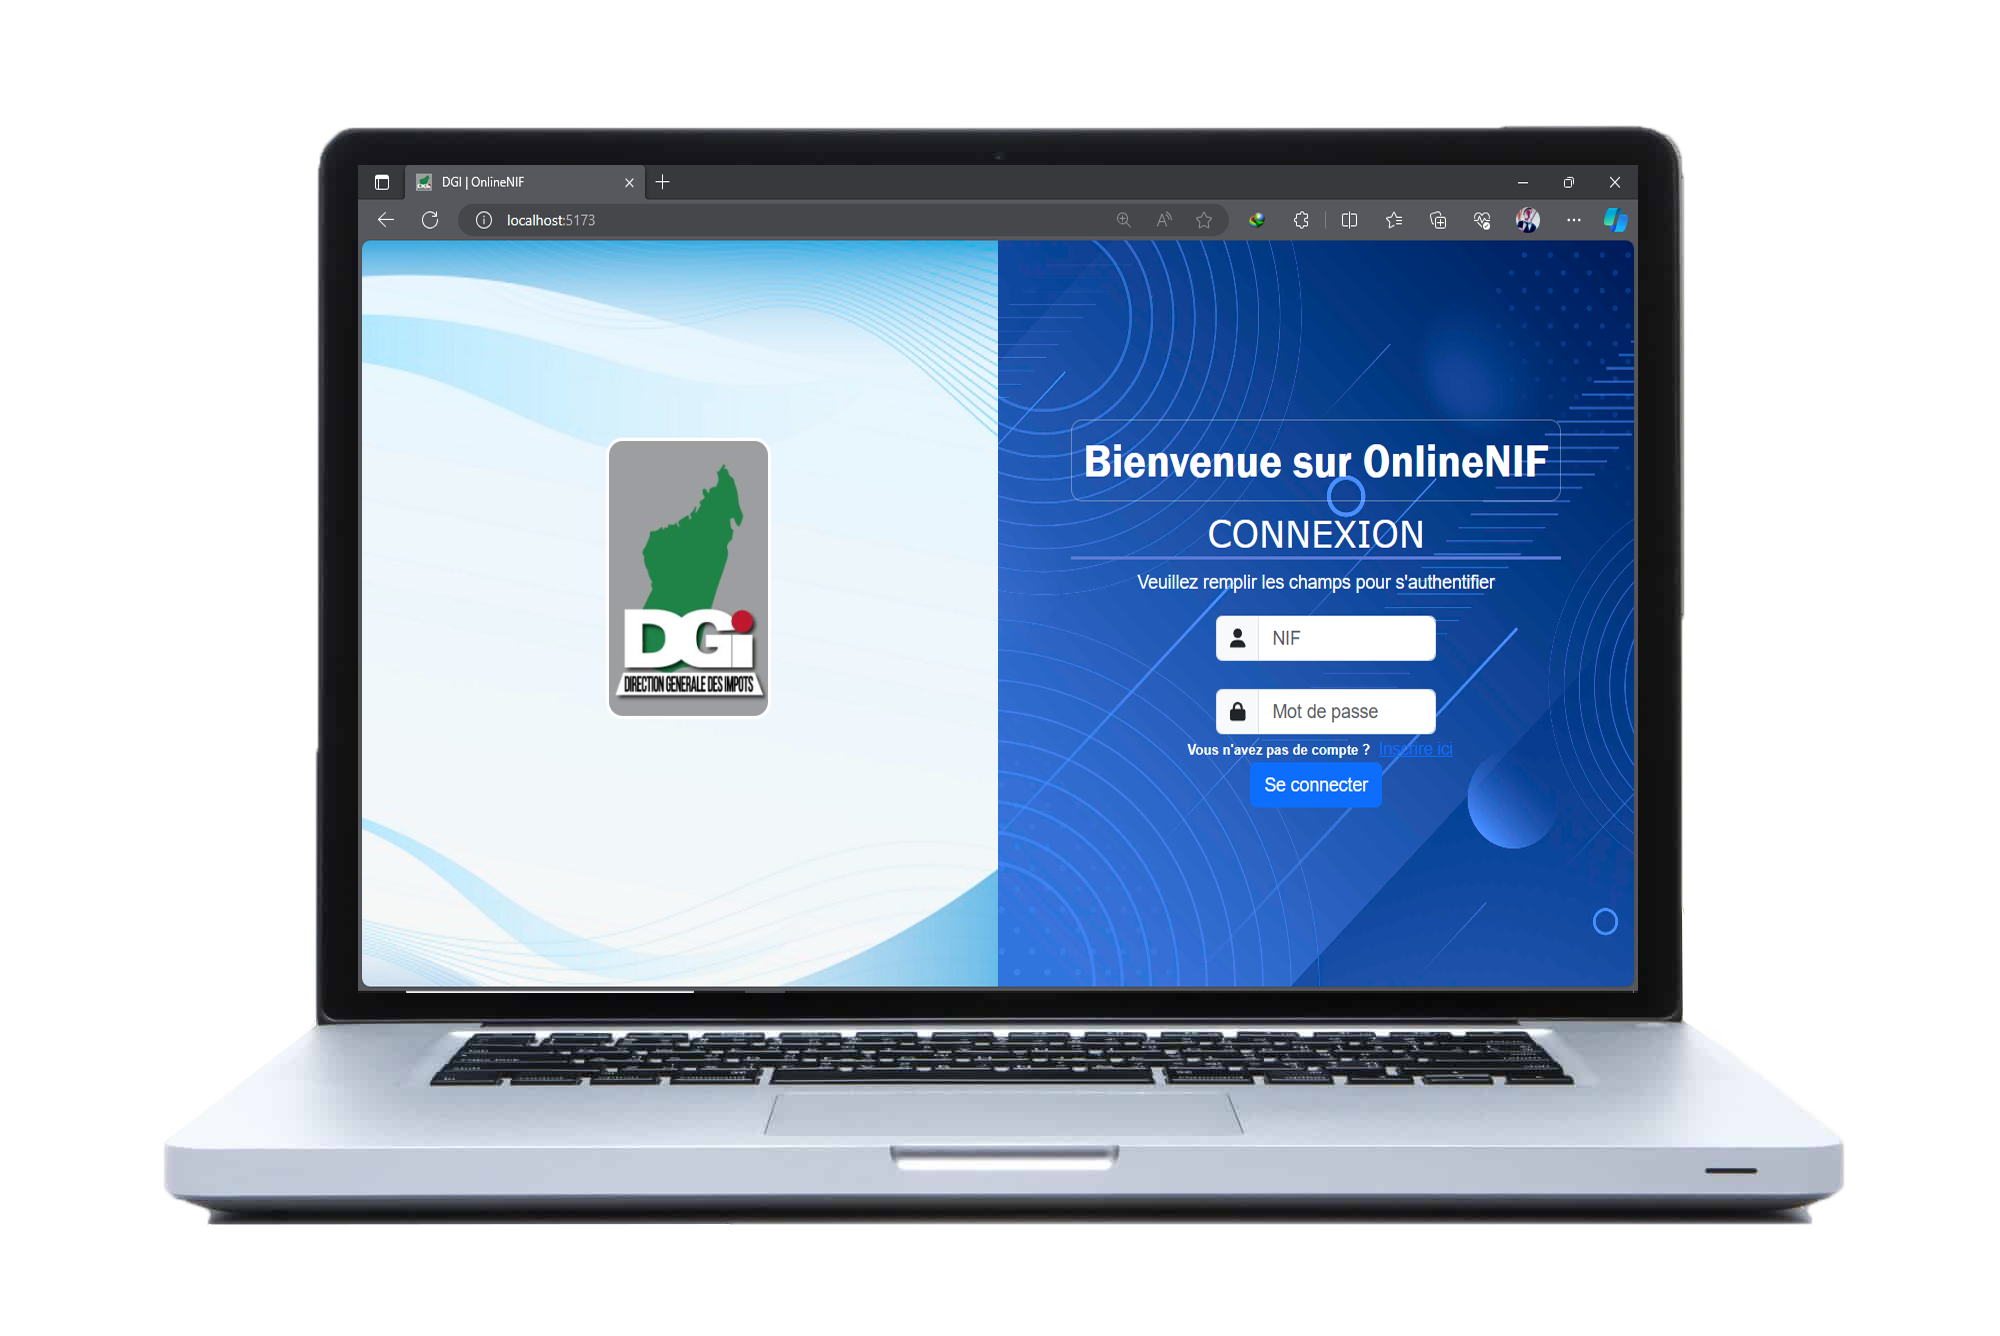 DGI | OnlineNIF
localhost:5173
Bienvenue sur OnlineNIF
CONNEXION
Veuillez remplir les champs pour s'authentifier
NIF
Mot de passe
Vous n'avez pas de compte ? Inscrire ici
Se connecter
DGi
DIRECTION GENERALE DES IMPOTS